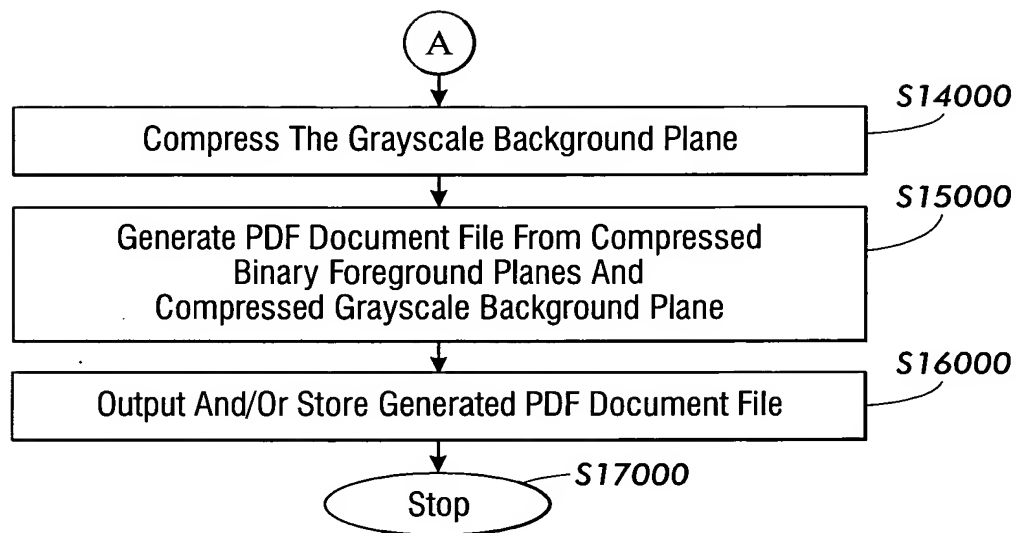 A
S14000
Compress The Grayscale Background Plane
S15000
Generate PDF Document File From Compressed
Binary Foreground Planes And
Compressed Grayscale Background Plane
S16000
Output And/Or Store Generated PDF Document File
S17000
Stop